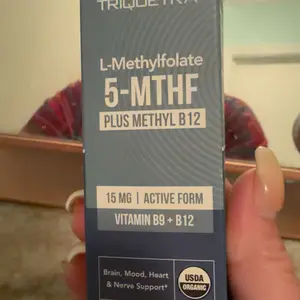 TRIQUETRA
L-Methylfolate
5-MTHF
PLUS METHYL B12
15 MG | ACTIVE FORM
VITAMIN B9 + B12
Brain, Mood, Heart
& Nerve Support*
USDA
ORGANIC